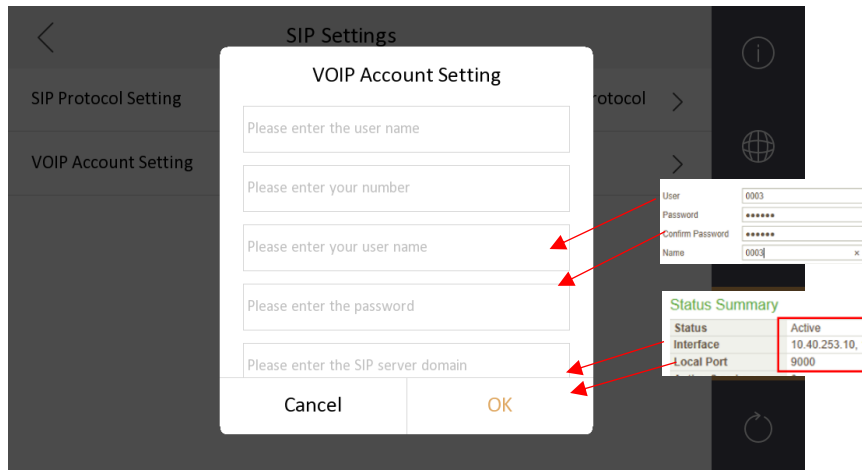 SIP Settings
VOIP Account Setting
SIP Protocol Setting
rotocol
Please enter the user name
VOIP Account Setting
Please enter your number
User 0003
Password ••••••
Confirm Password ••••••
Name 0003 ×
Please enter your user name
Please enter the password
Status Summary
Status Active
Interface 10.40.253.10,
Local Port 9000
Please enter the SIP server domain
Cancel OK